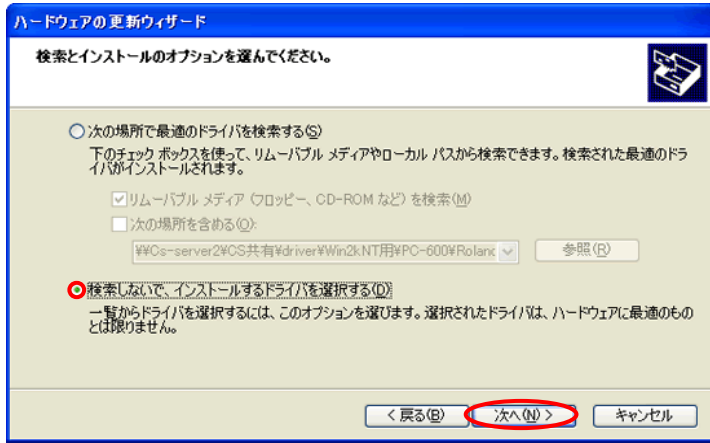 ハードウェアの更新ウィザード
検索とインストールのオプションを選んでください。
次の場所で最適のドライバを検索する(S)
下のチェック ボックスを使って、リムーバブル メディアやローカル パスから検索できます。検索された最適のドラ
イバがインストールされます。
リムーバブル メディア (フロッピー、CD-ROM など) を検索(M)
次の場所を含める(O):
¥¥Cs-server2¥CS共有¥driver¥Win2kNT用¥PC-600¥Roland 参照(R)
検索しないで、インストールするドライバを選択する(D)
一覧からドライバを選択するには、このオプションを選びます。選択されたドライバは、ハードウェアに最適のもの
とは限りません。
< 戻る(B) 次へ(N) > キャンセル